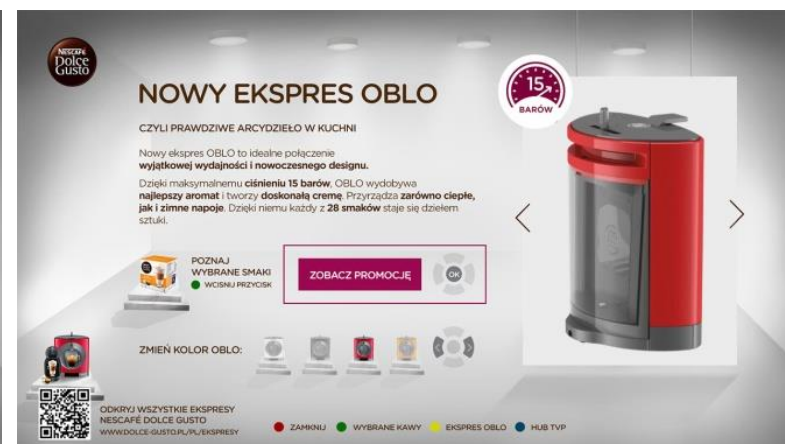 NESCAFÉ
Dolce
Gusto
NOWY EKSPRES OBLO
15
BARÓW
CZYLI PRAWDZIWE ARCYDZIEŁO W KUCHNI
Nowy ekspres OBLO to idealne połączenie
wyjątkowej wydajności i nowoczesnego designu.
Dzięki maksymalnemu ciśnieniu 15 barów, OBLO wydobywa
najlepszy aromat i tworzy doskonałą cremę. Przyrządza zarówno ciepłe,
jak i zimne napoje. Dzięki niemu każdy z 28 smaków staje się dziełem
sztuki.
POZNAJ
WYBRANE SMAKI
WCISNIJ PRZYCISK
ZOBACZ PROMOCJĘ
OK
ZMIEŃ KOLOR OBLO:
ODKRYJ WSZYSTKIE EKSPRESY
NESCAFÉ DOLCE GUSTO
WWW.DOLCE-GUSTO.PL/PL/EKSPRESY
ZAMKNIJ WYBRANE KAWY EKSPRES OBLO HUB TVP